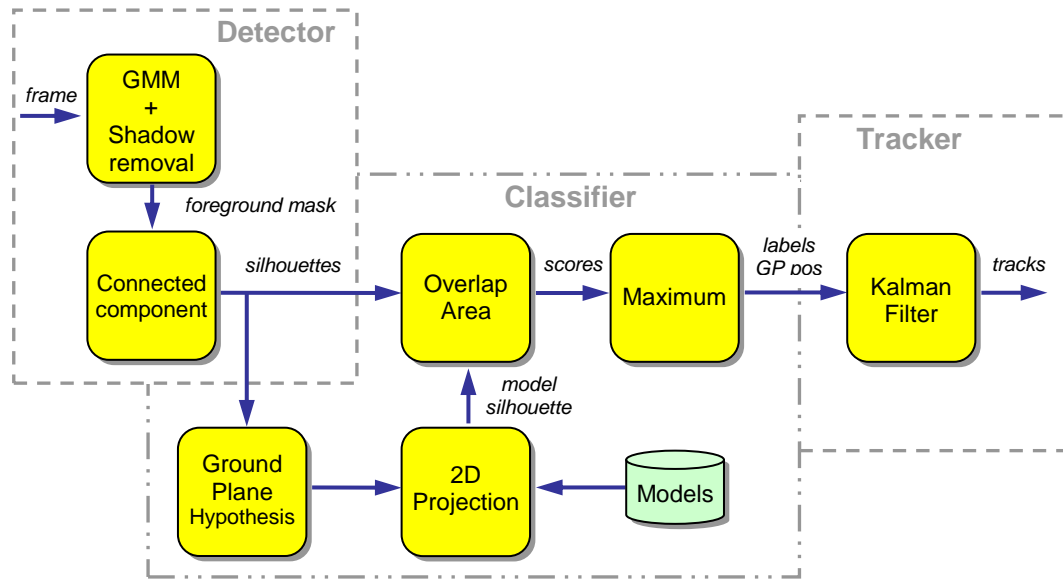 Detector
frame
GMM
+
Shadow
removal
foreground mask
Connected
component
silhouettes
Classifier
Overlap
Area
scores
Maximum
labels
GP pos
Tracker
Kalman
Filter
tracks
model
silhouette
Ground
Plane
Hypothesis
2D
Projection
Models